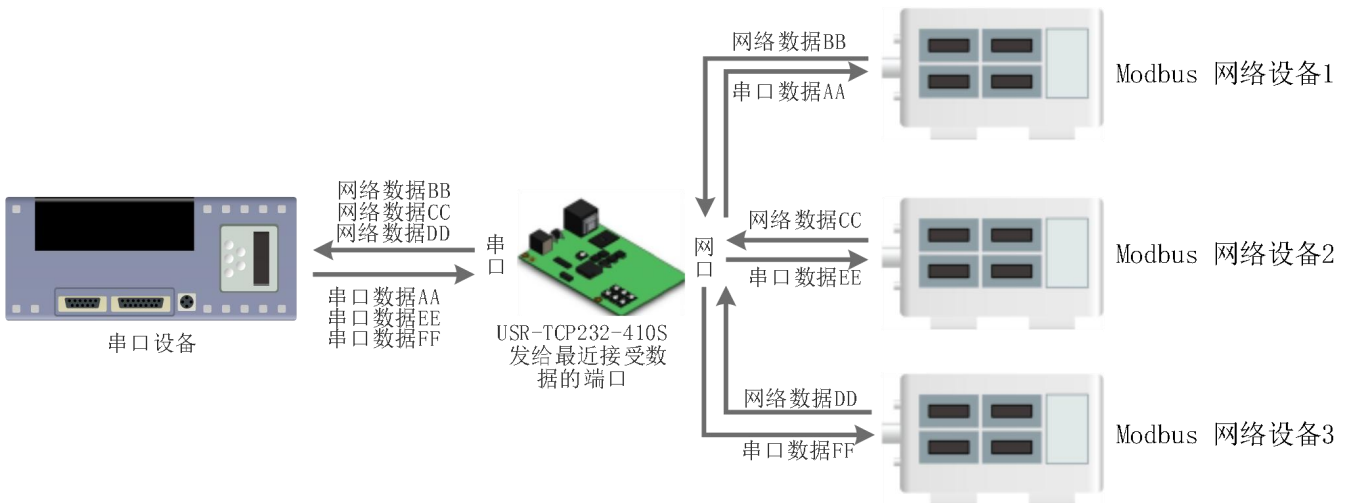 网络数据BB
串口数据AA
Modbus 网络设备1
网络数据BB
网络数据CC
网络数据DD
串口数据AA
串口数据EE
串口数据FF
串口设备
串口
USR-TCP232-410S
发给最近接受数
据的端口
网口
网络数据CC
串口数据EE
Modbus 网络设备2
网络数据DD
串口数据FF
Modbus 网络设备3